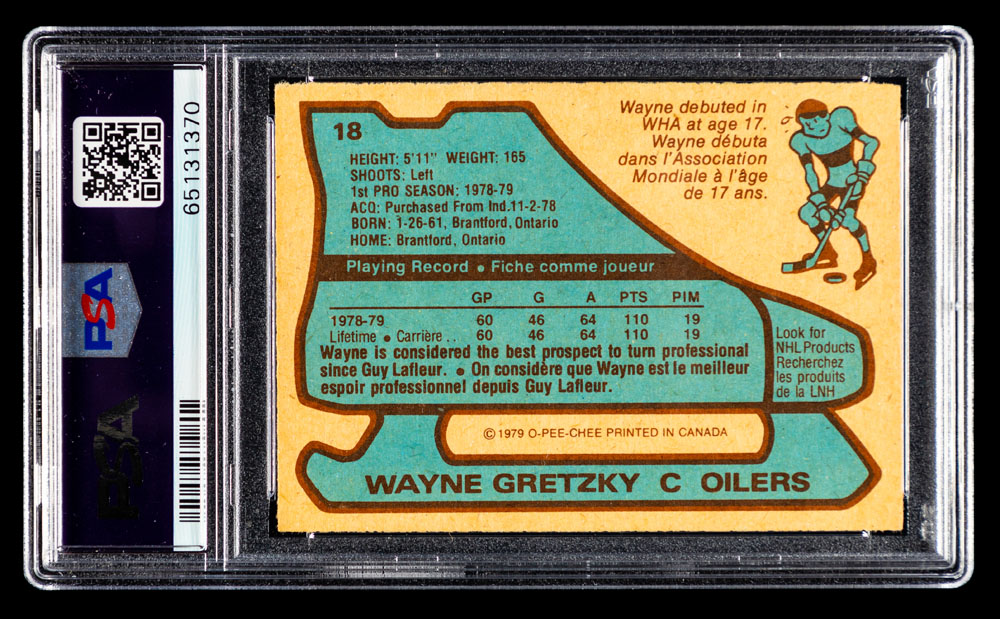 65131370
PSA
PSA
18
HEIGHT: 5'11" WEIGHT: 165
SHOOTS: Left
1st PRO SEASON: 1978-79
ACQ: Purchased From Ind.11-2-78
BORN: 1-26-61, Brantford, Ontario
HOME: Brantford, Ontario
Wayne debuted in
WHA at age 17.
Wayne débuta
dans l'Association
Mondiale à l'âge
de 17 ans.
Playing Record • Fiche comme joueur
GP G A PTS PIM
1978-79 60 46 64 110 19
Lifetime • Carrière . . 60 46 64 110 19
Wayne is considered the best prospect to turn professional
since Guy Lafleur. • On considère que Wayne est le meilleur
espoir professionnel depuis Guy Lafleur.
Look for
NHL Products
Recherchez
les produits
de la LNH
© 1979 O-PEE-CHEE PRINTED IN CANADA
WAYNE GRETZKY C OILERS